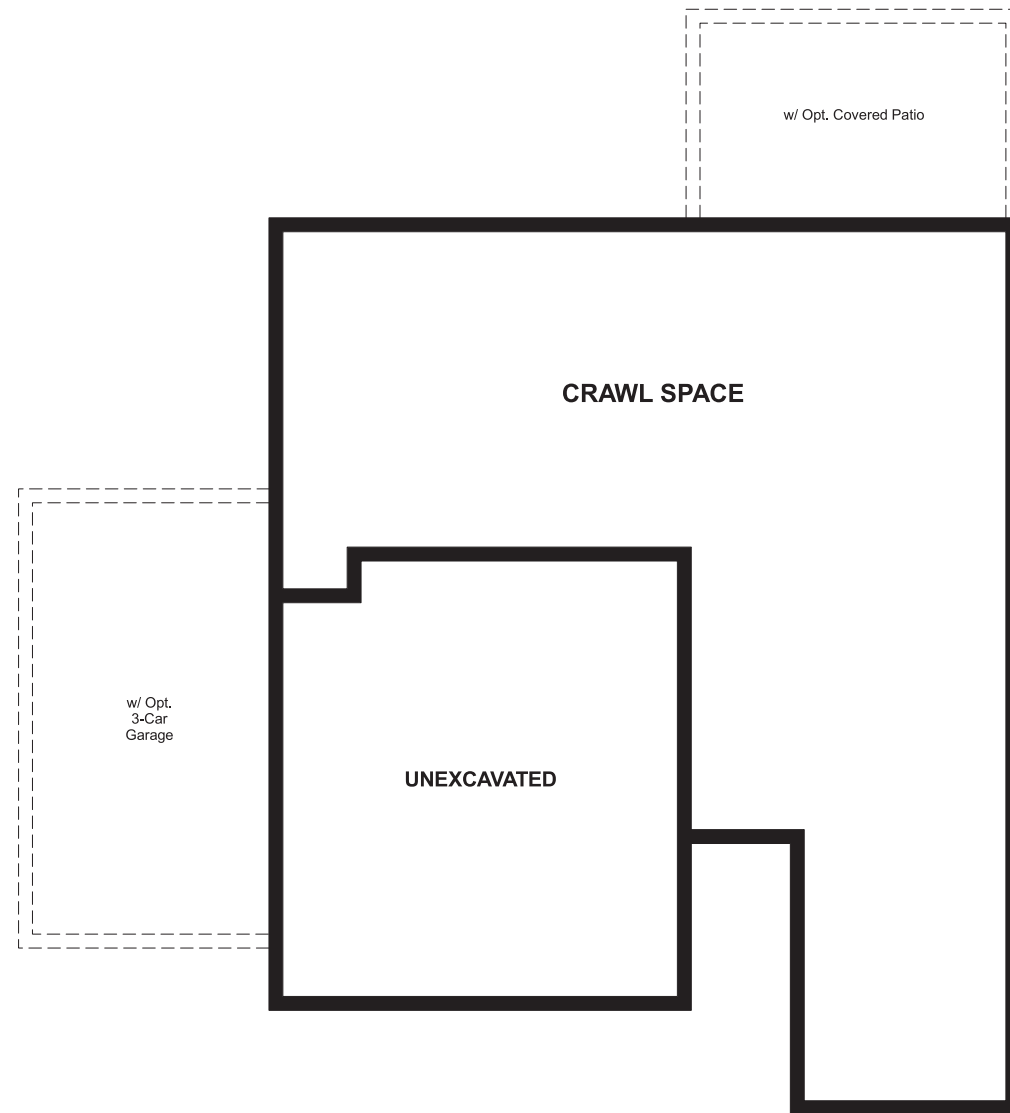 w/ Opt. Covered Patio
CRAWL SPACE
w/ Opt.
3-Car
Garage
UNEXCAVATED